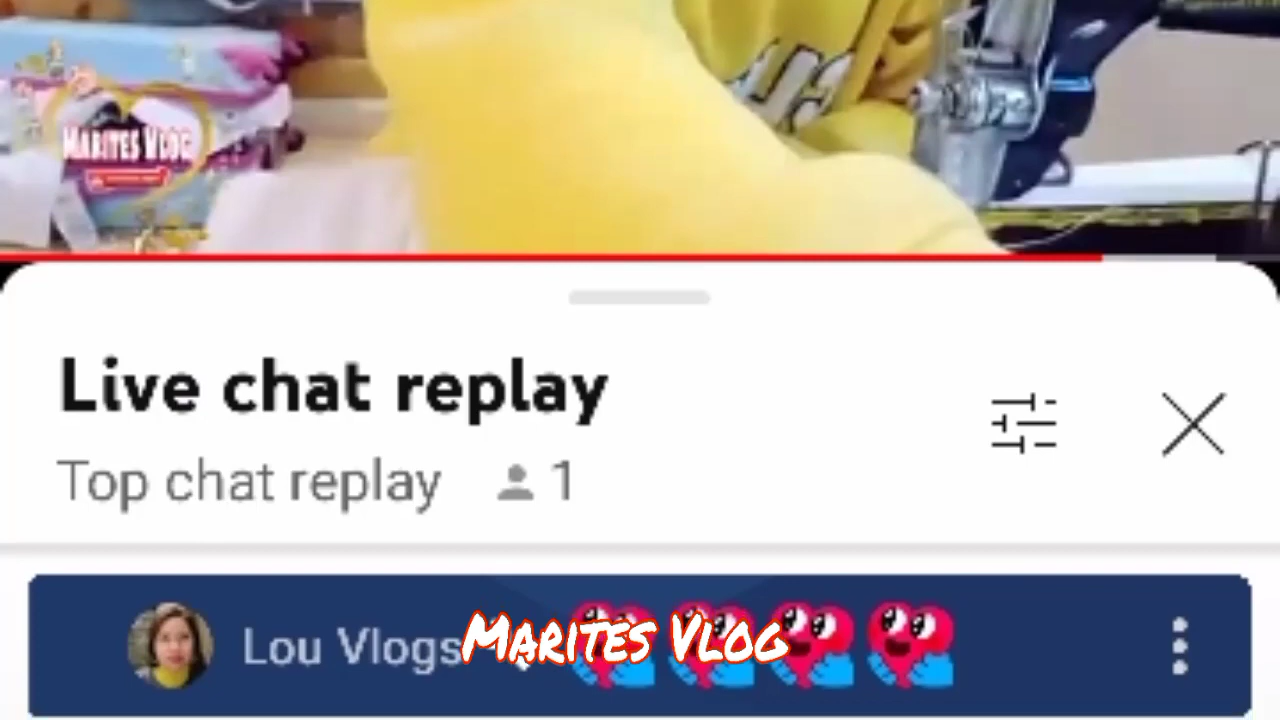 MARITES VLOG
Live chat replay
Top chat replay 1
Lou Vlogs
MARITES VLOG